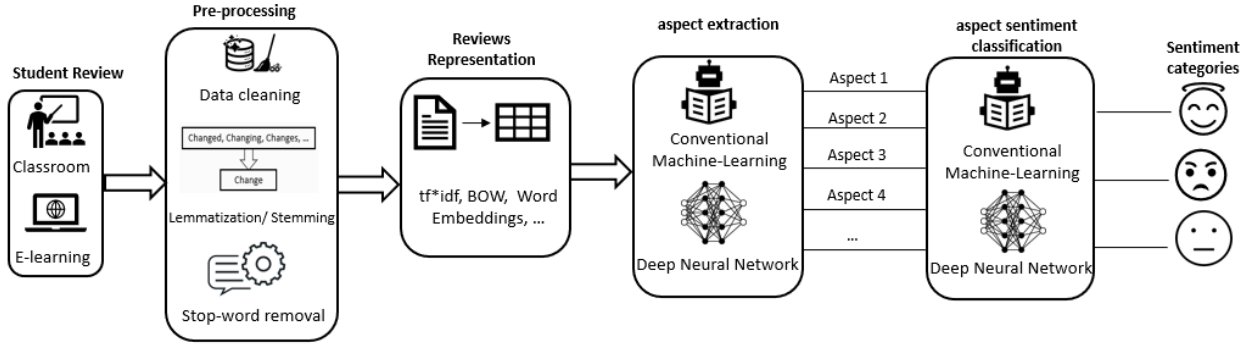 Student Review
Classroom
E-learning
Pre-processing
Data cleaning
Changed, Changing, Changes, ...
Change
Lemmatization/ Stemming
Stop-word removal
Reviews
Representation
tf*idf, BOW, Word
Embeddings, ...
aspect extraction
Conventional
Machine-Learning
Deep Neural Network
Aspect 1
Aspect 2
Aspect 3
Aspect 4
...
aspect sentiment
classification
Conventional
Machine-Learning
Deep Neural Network
Sentiment
categories